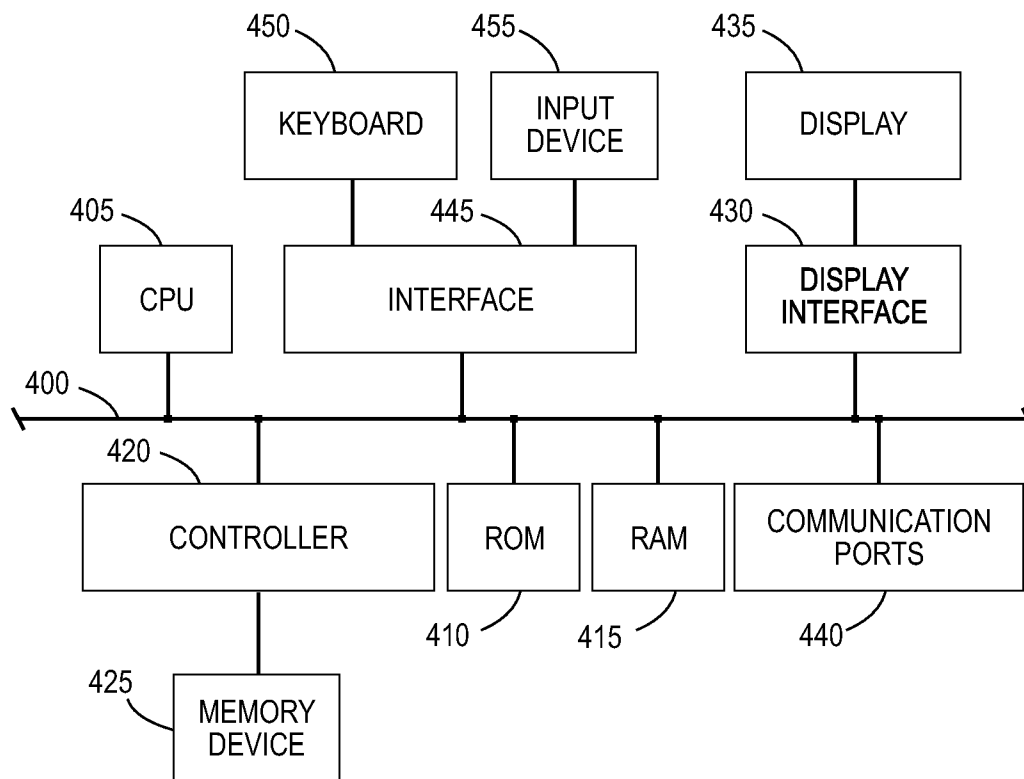 450
455
435
KEYBOARD
INPUT
DEVICE
DISPLAY
405
445
430
CPU
INTERFACE
DISPLAY
INTERFACE
400
420
CONTROLLER
ROM
RAM
COMMUNICATION
PORTS
410
415
440
425
MEMORY
DEVICE